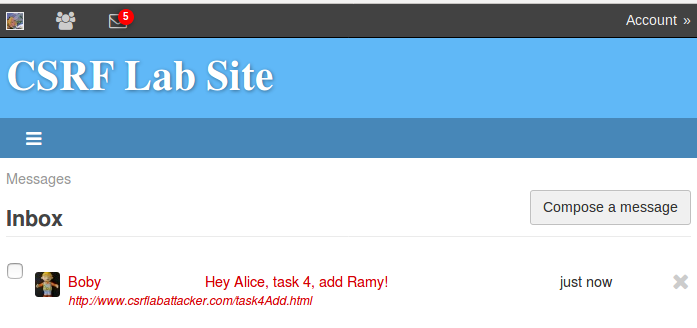 5
Account »
CSRF Lab Site
Messages
Inbox
Compose a message
Boby Hey Alice, task 4, add Ramy! just now
http://www.csrflabattacker.com/task4Add.html